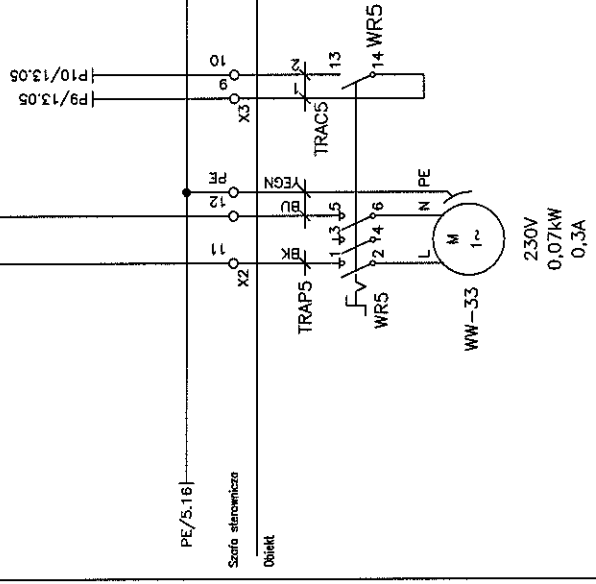 P10/13.05
P9/13.05
10
9
X3
2
1
TRAC5
13
14
WR5
PE/5.16
Szafa sterownicza
Obiekt
PE
12
11
X2
YEGN
BU
BK
TRAP5
1
3
5
2
4
6
WR5
L
N
PE
M
1~
WW-33
230V
0,07kW
0,3A